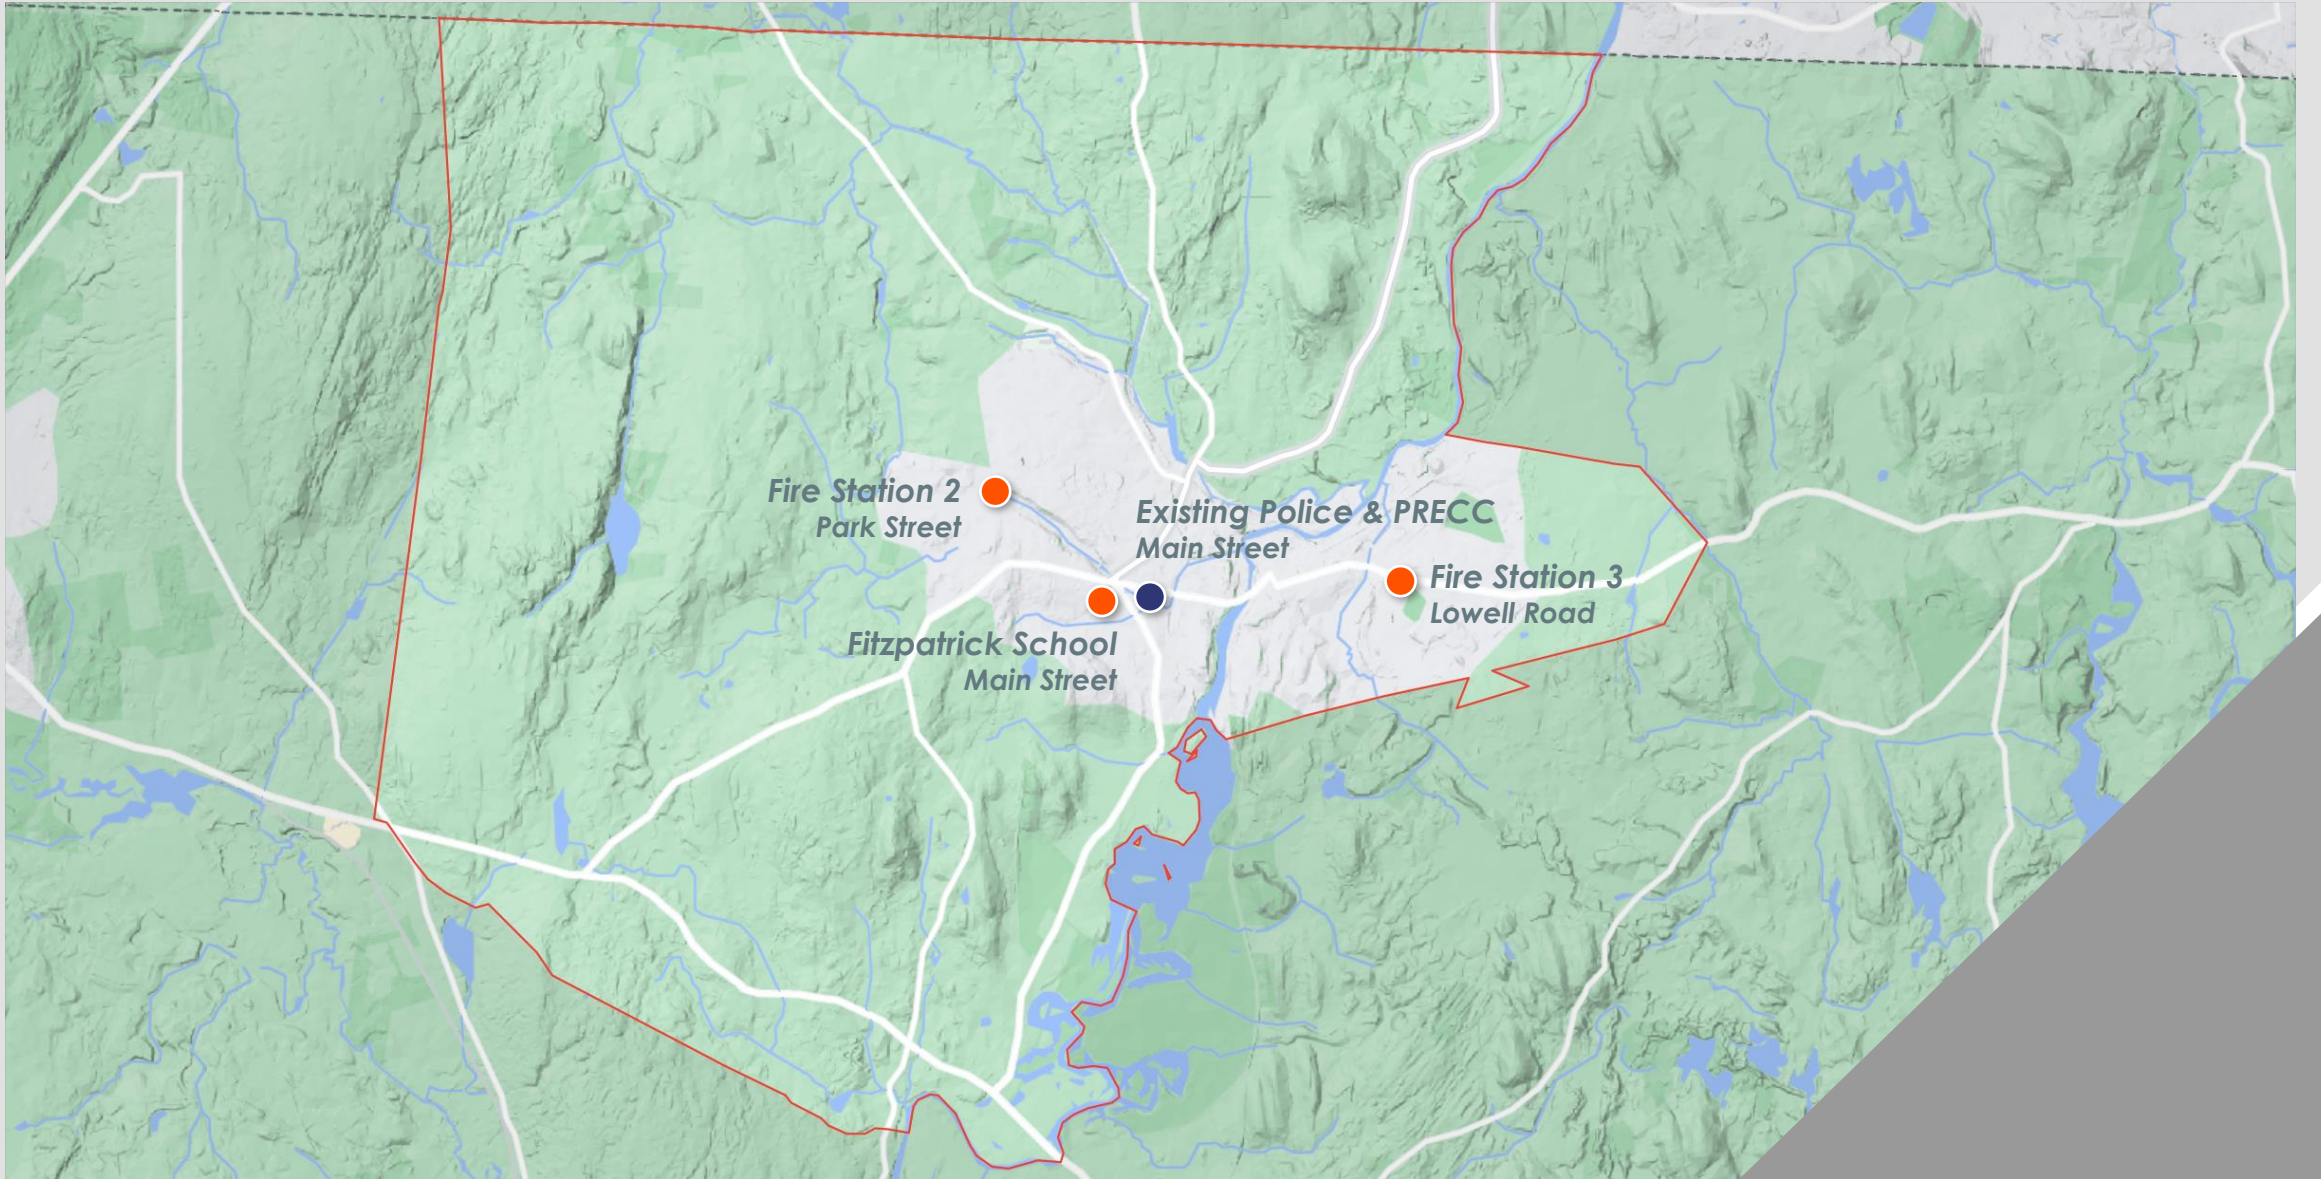 Fire Station 2
Park Street
Existing Police & PRECC
Main Street
Fire Station 3
Lowell Road
Fitzpatrick School
Main Street